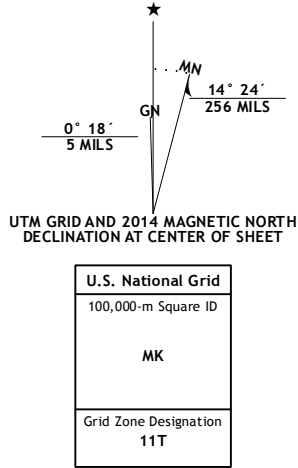 ★
MN
GN
14° 24´
256 MILS
0° 18´
5 MILS
UTM GRID AND 2014 MAGNETIC NORTH
DECLINATION AT CENTER OF SHEET
U.S. National Grid
100,000-m Square ID
MK
Grid Zone Designation
11T